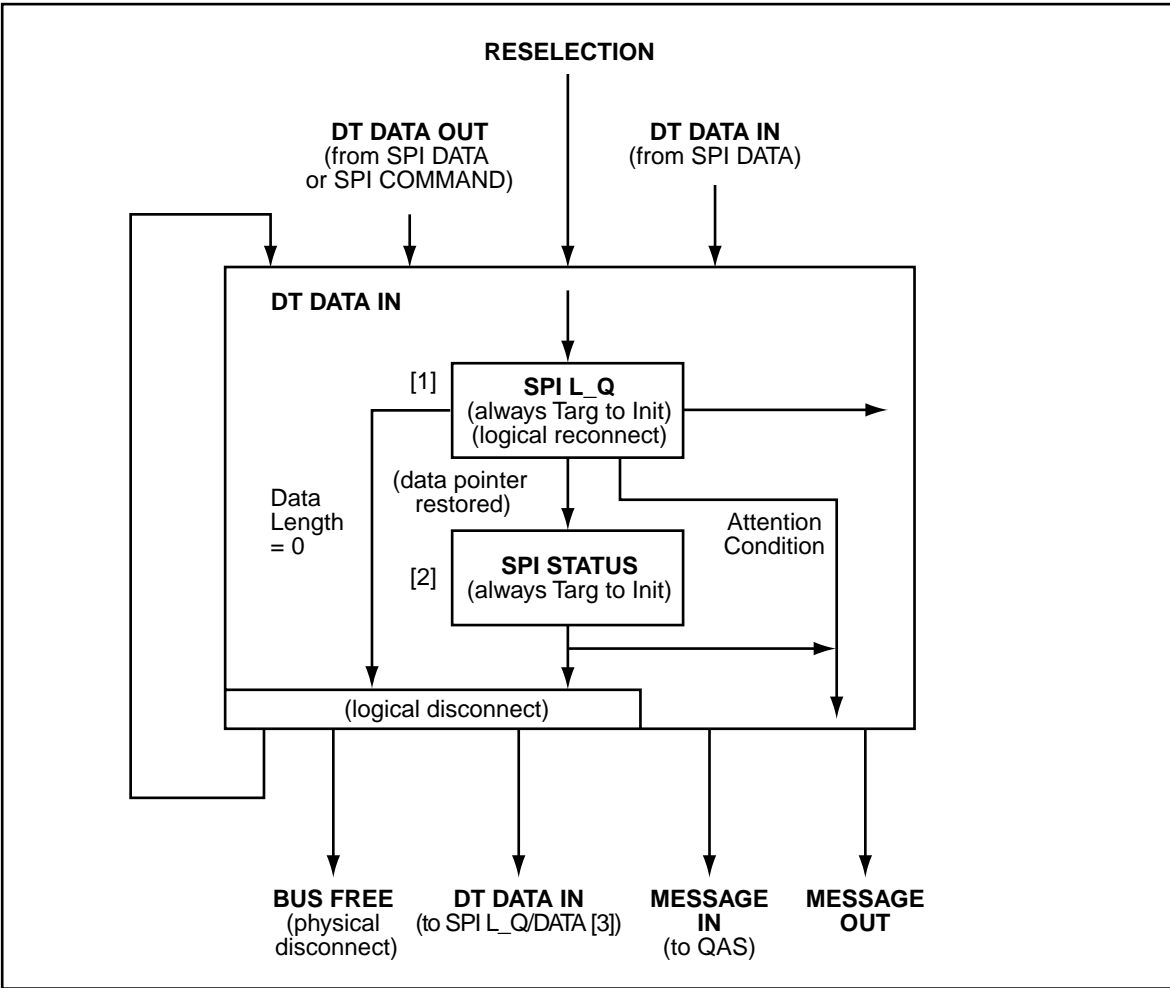 RESELECTION
DT DATA OUT
(from SPI DATA
or SPI COMMAND)
DT DATA IN
(from SPI DATA)
DT DATA IN
[1]
SPI L_Q
(always Targ to Init)
(logical reconnect)
(data pointer
restored)
Data
Length
= 0
Attention
Condition
[2]
SPI STATUS
(always Targ to Init)
(logical disconnect)
BUS FREE
(physical
disconnect)
DT DATA IN
(to SPI L_Q/DATA [3])
MESSAGE
IN
(to QAS)
MESSAGE
OUT